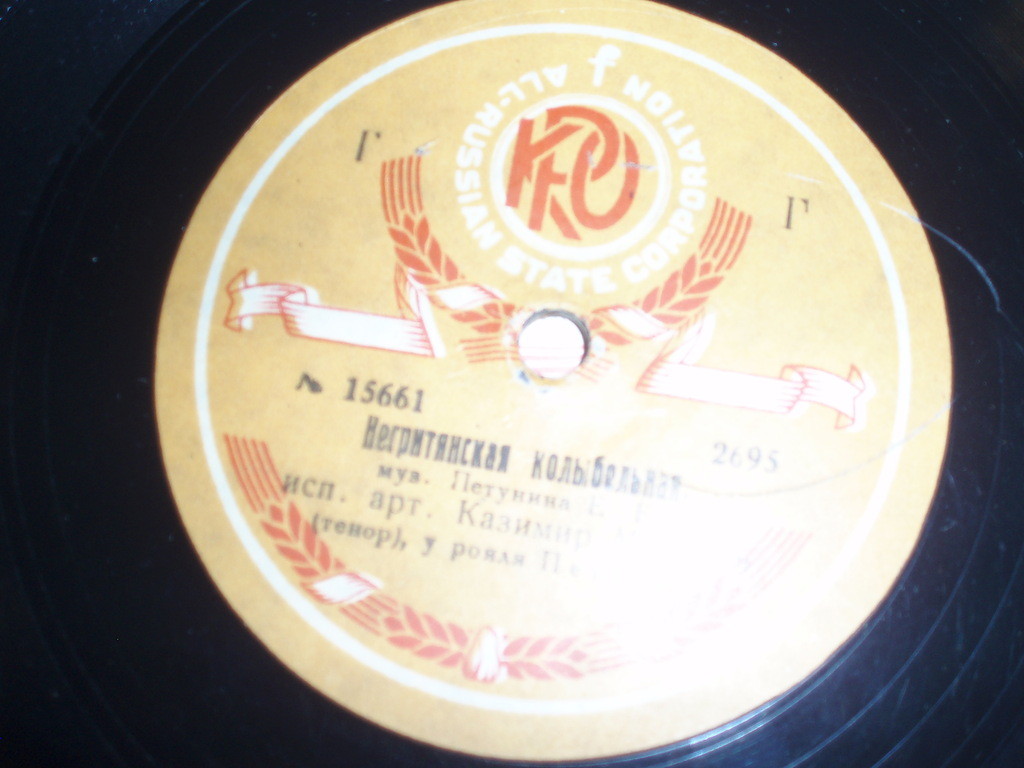 ALL-RUSSIAN STATE CORPORATION
Г
Г
№ 15661
2695
Негритянская колыбельная
муз. Петунина Е.
исп. арт. Казимир
(тенор), у рояля